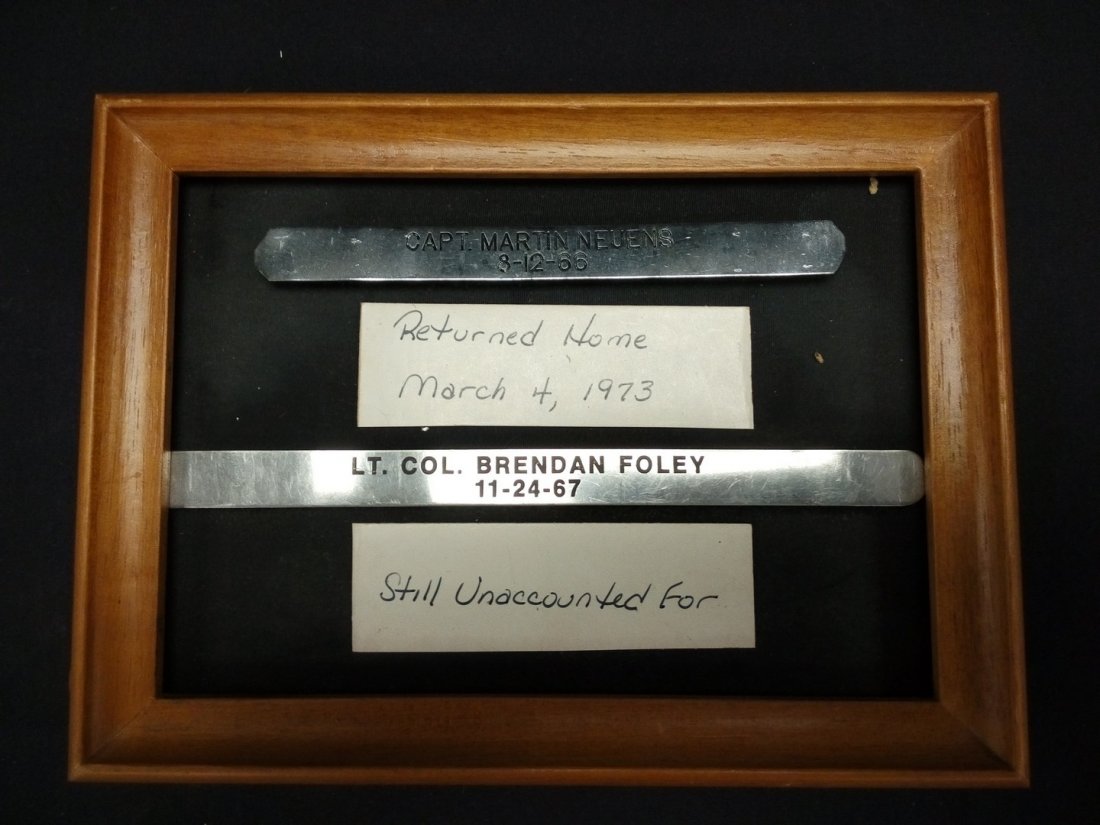 CAPT. MARTIN NEUENS
8-12-66
Returned Home
March 4, 1973
LT. COL. BRENDAN FOLEY
11-24-67
Still Unaccounted For